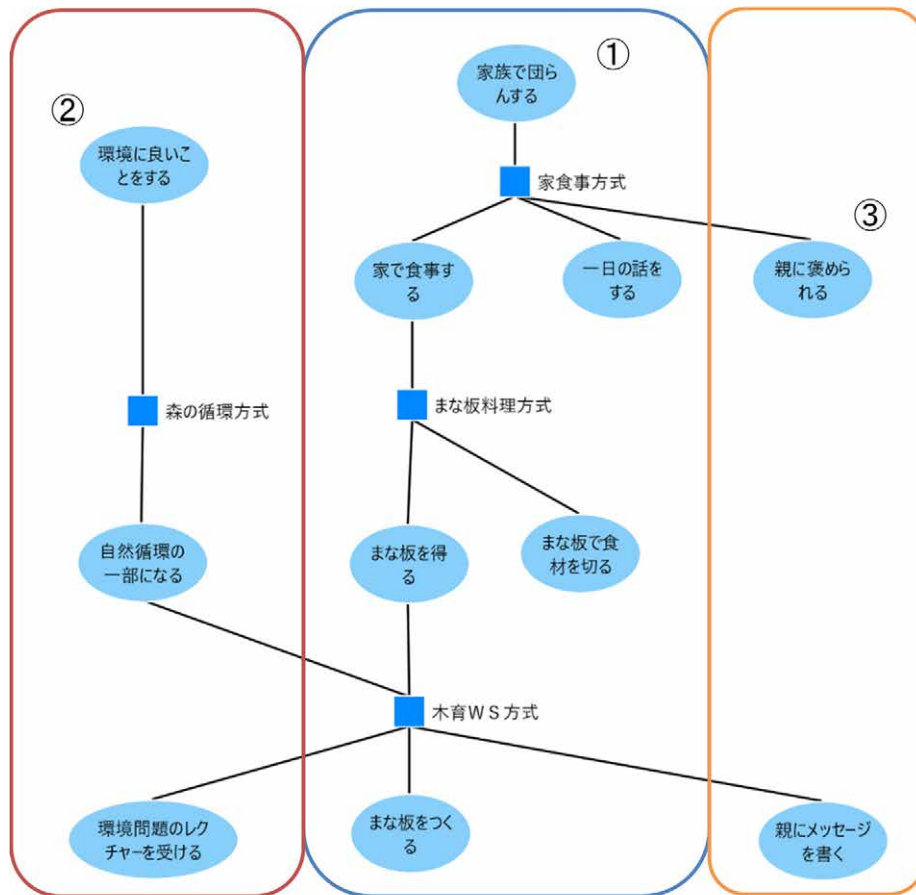 ①
家族で団ら
んする
②
環境に良いこ
とをする
家食事方式
③
家で食事す
る
一日の話を
する
親に褒めら
れる
森の循環方式
まな板料理方式
自然循環の
一部になる
まな板を得
る
まな板で食
材を切る
木育ＷＳ方式
環境問題のレク
チャーを受ける
まな板をつく
る
親にメッセージ
を書く